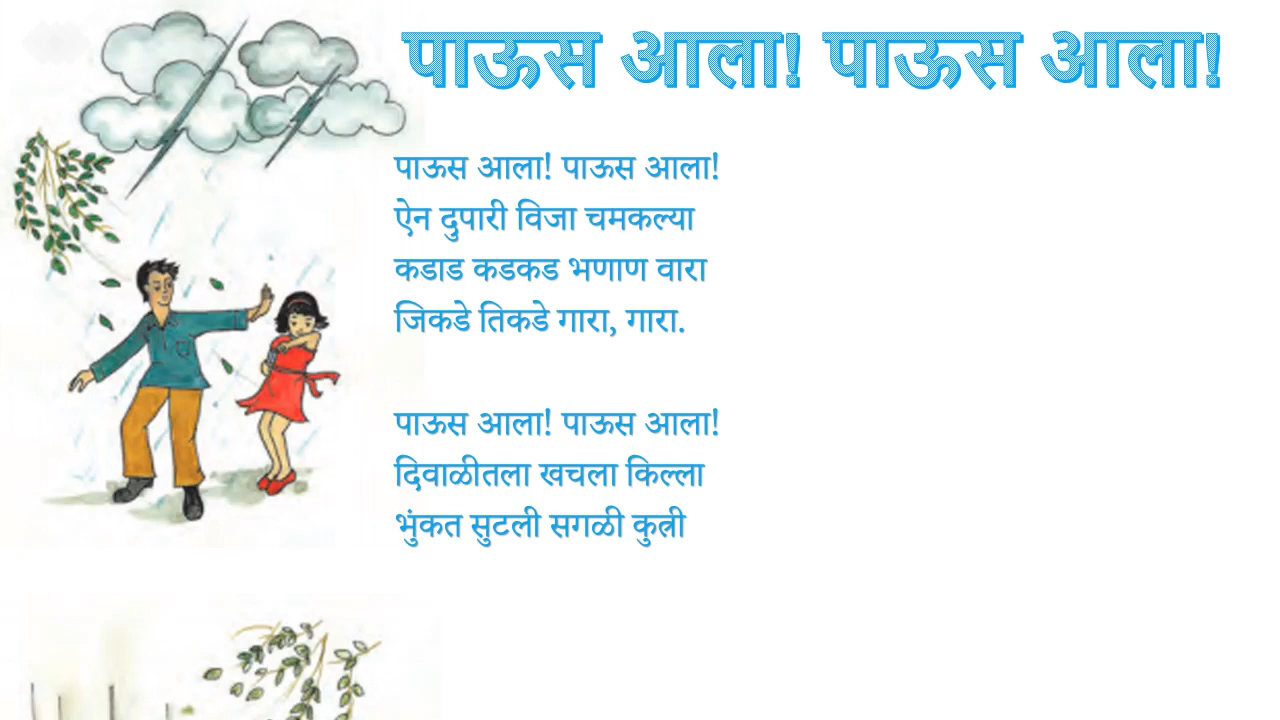 पाऊस आला! पाऊस आला!
पाऊस आला! पाऊस आला!
ऐन दुपारी विजा चमकल्या
कडाड कडकड भणाण वारा
जिकडे तिकडे गारा, गारा.
पाऊस आला! पाऊस आला!
दिवाळीतला खचला किल्ला
भुंकत सुटली सगळी कुत्री